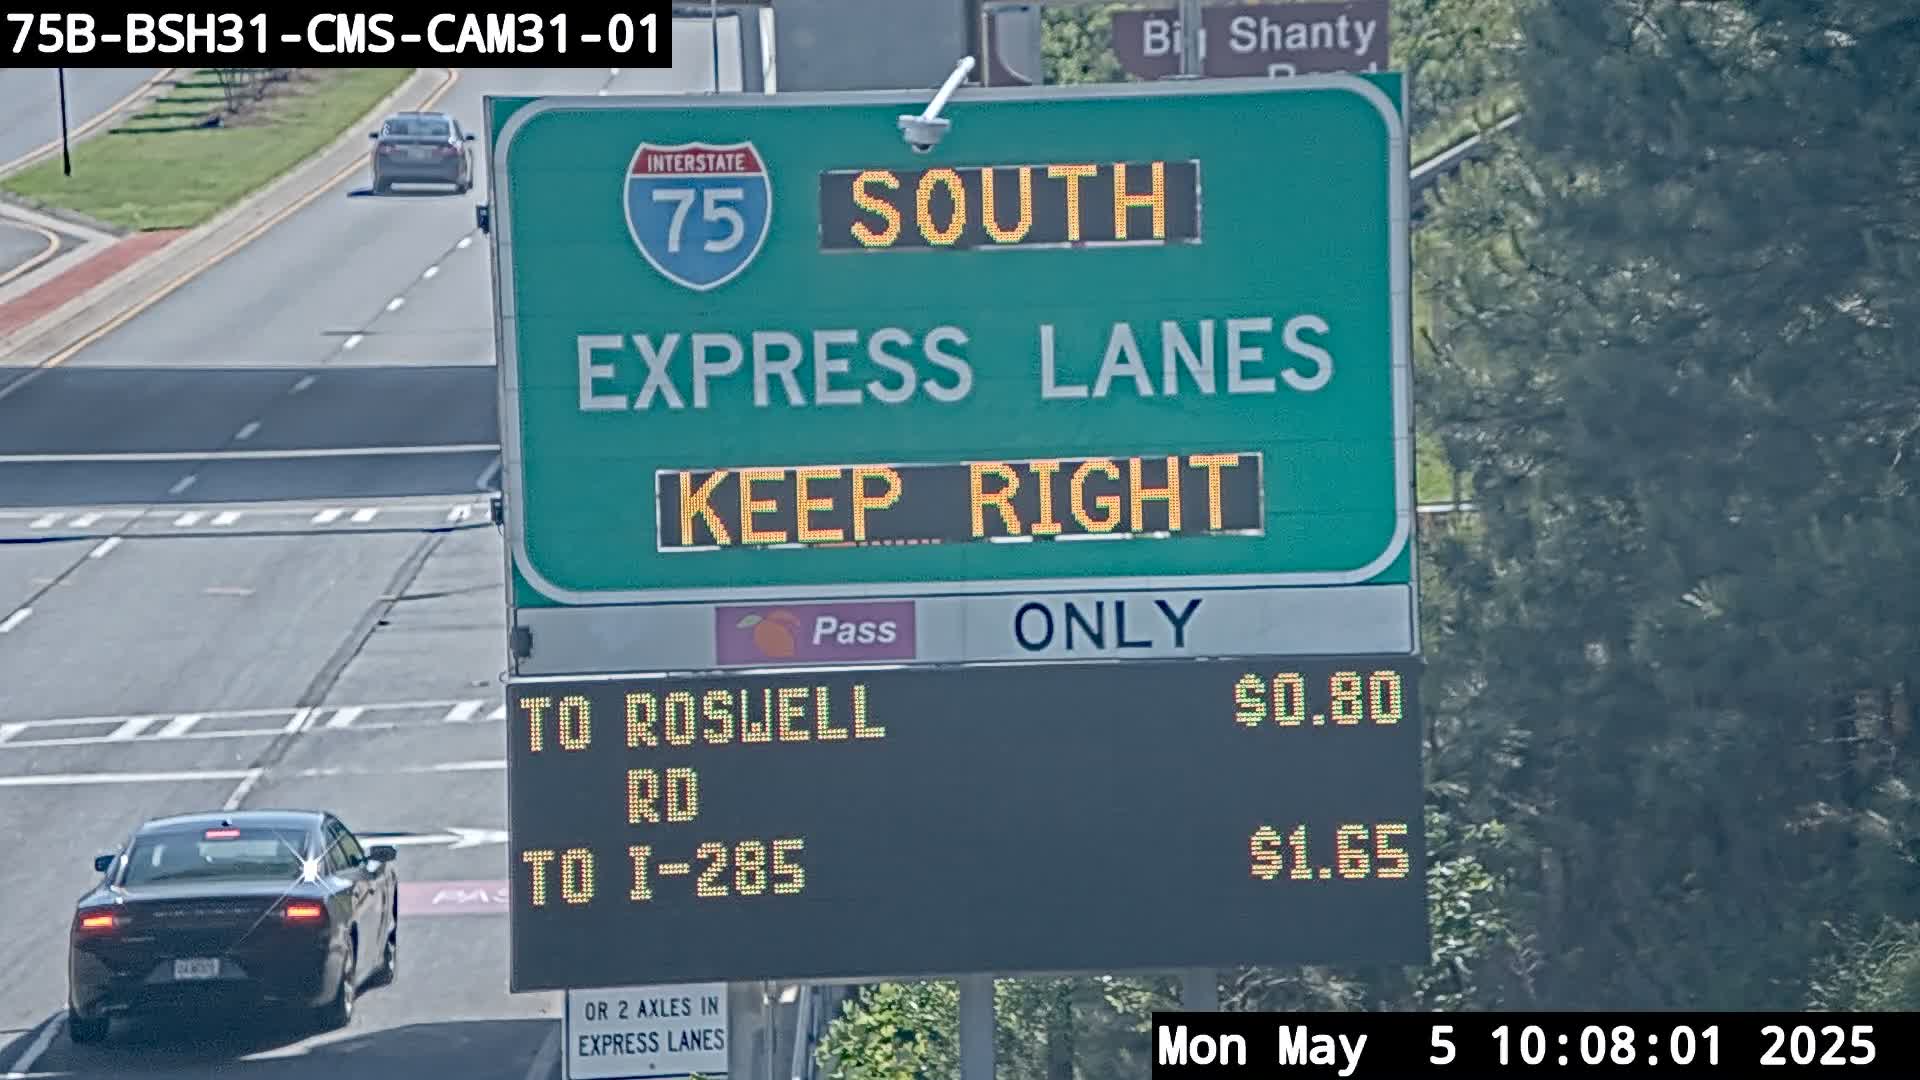 75B-BSH31-CMS-CAM31-01
Big Shanty
Road
INTERSTATE
75
SOUTH
EXPRESS LANES
KEEP RIGHT
Pass ONLY
TO ROSWELL $0.80
RD
TO I-285 $1.65
PAS
OR 2 AXLES IN
EXPRESS LANES
Mon May 5 10:08:01 2025